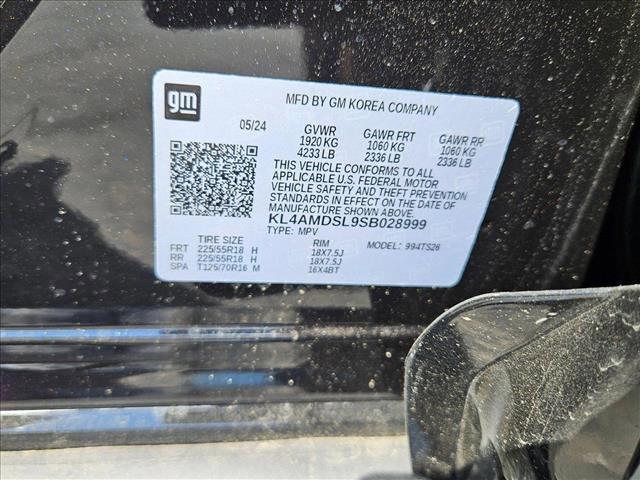 gm
MFD BY GM KOREA COMPANY
05/24 GVWR GAWR FRT GAWR RR
1920 KG 1060 KG 1060 KG
4233 LB 2336 LB 2336 LB
THIS VEHICLE CONFORMS TO ALL
APPLICABLE U.S. FEDERAL MOTOR
VEHICLE SAFETY AND THEFT PREVENTION
STANDARDS IN EFFECT ON THE DATE OF
MANUFACTURE SHOWN ABOVE.
KL4AMDSL9SB028999
TYPE: MPV
TIRE SIZE RIM MODEL: 994TS26
FRT 225/55R18 H 18X7.5J
RR 225/55R18 H 18X7.5J
SPA T125/70R16 M 16X4BT